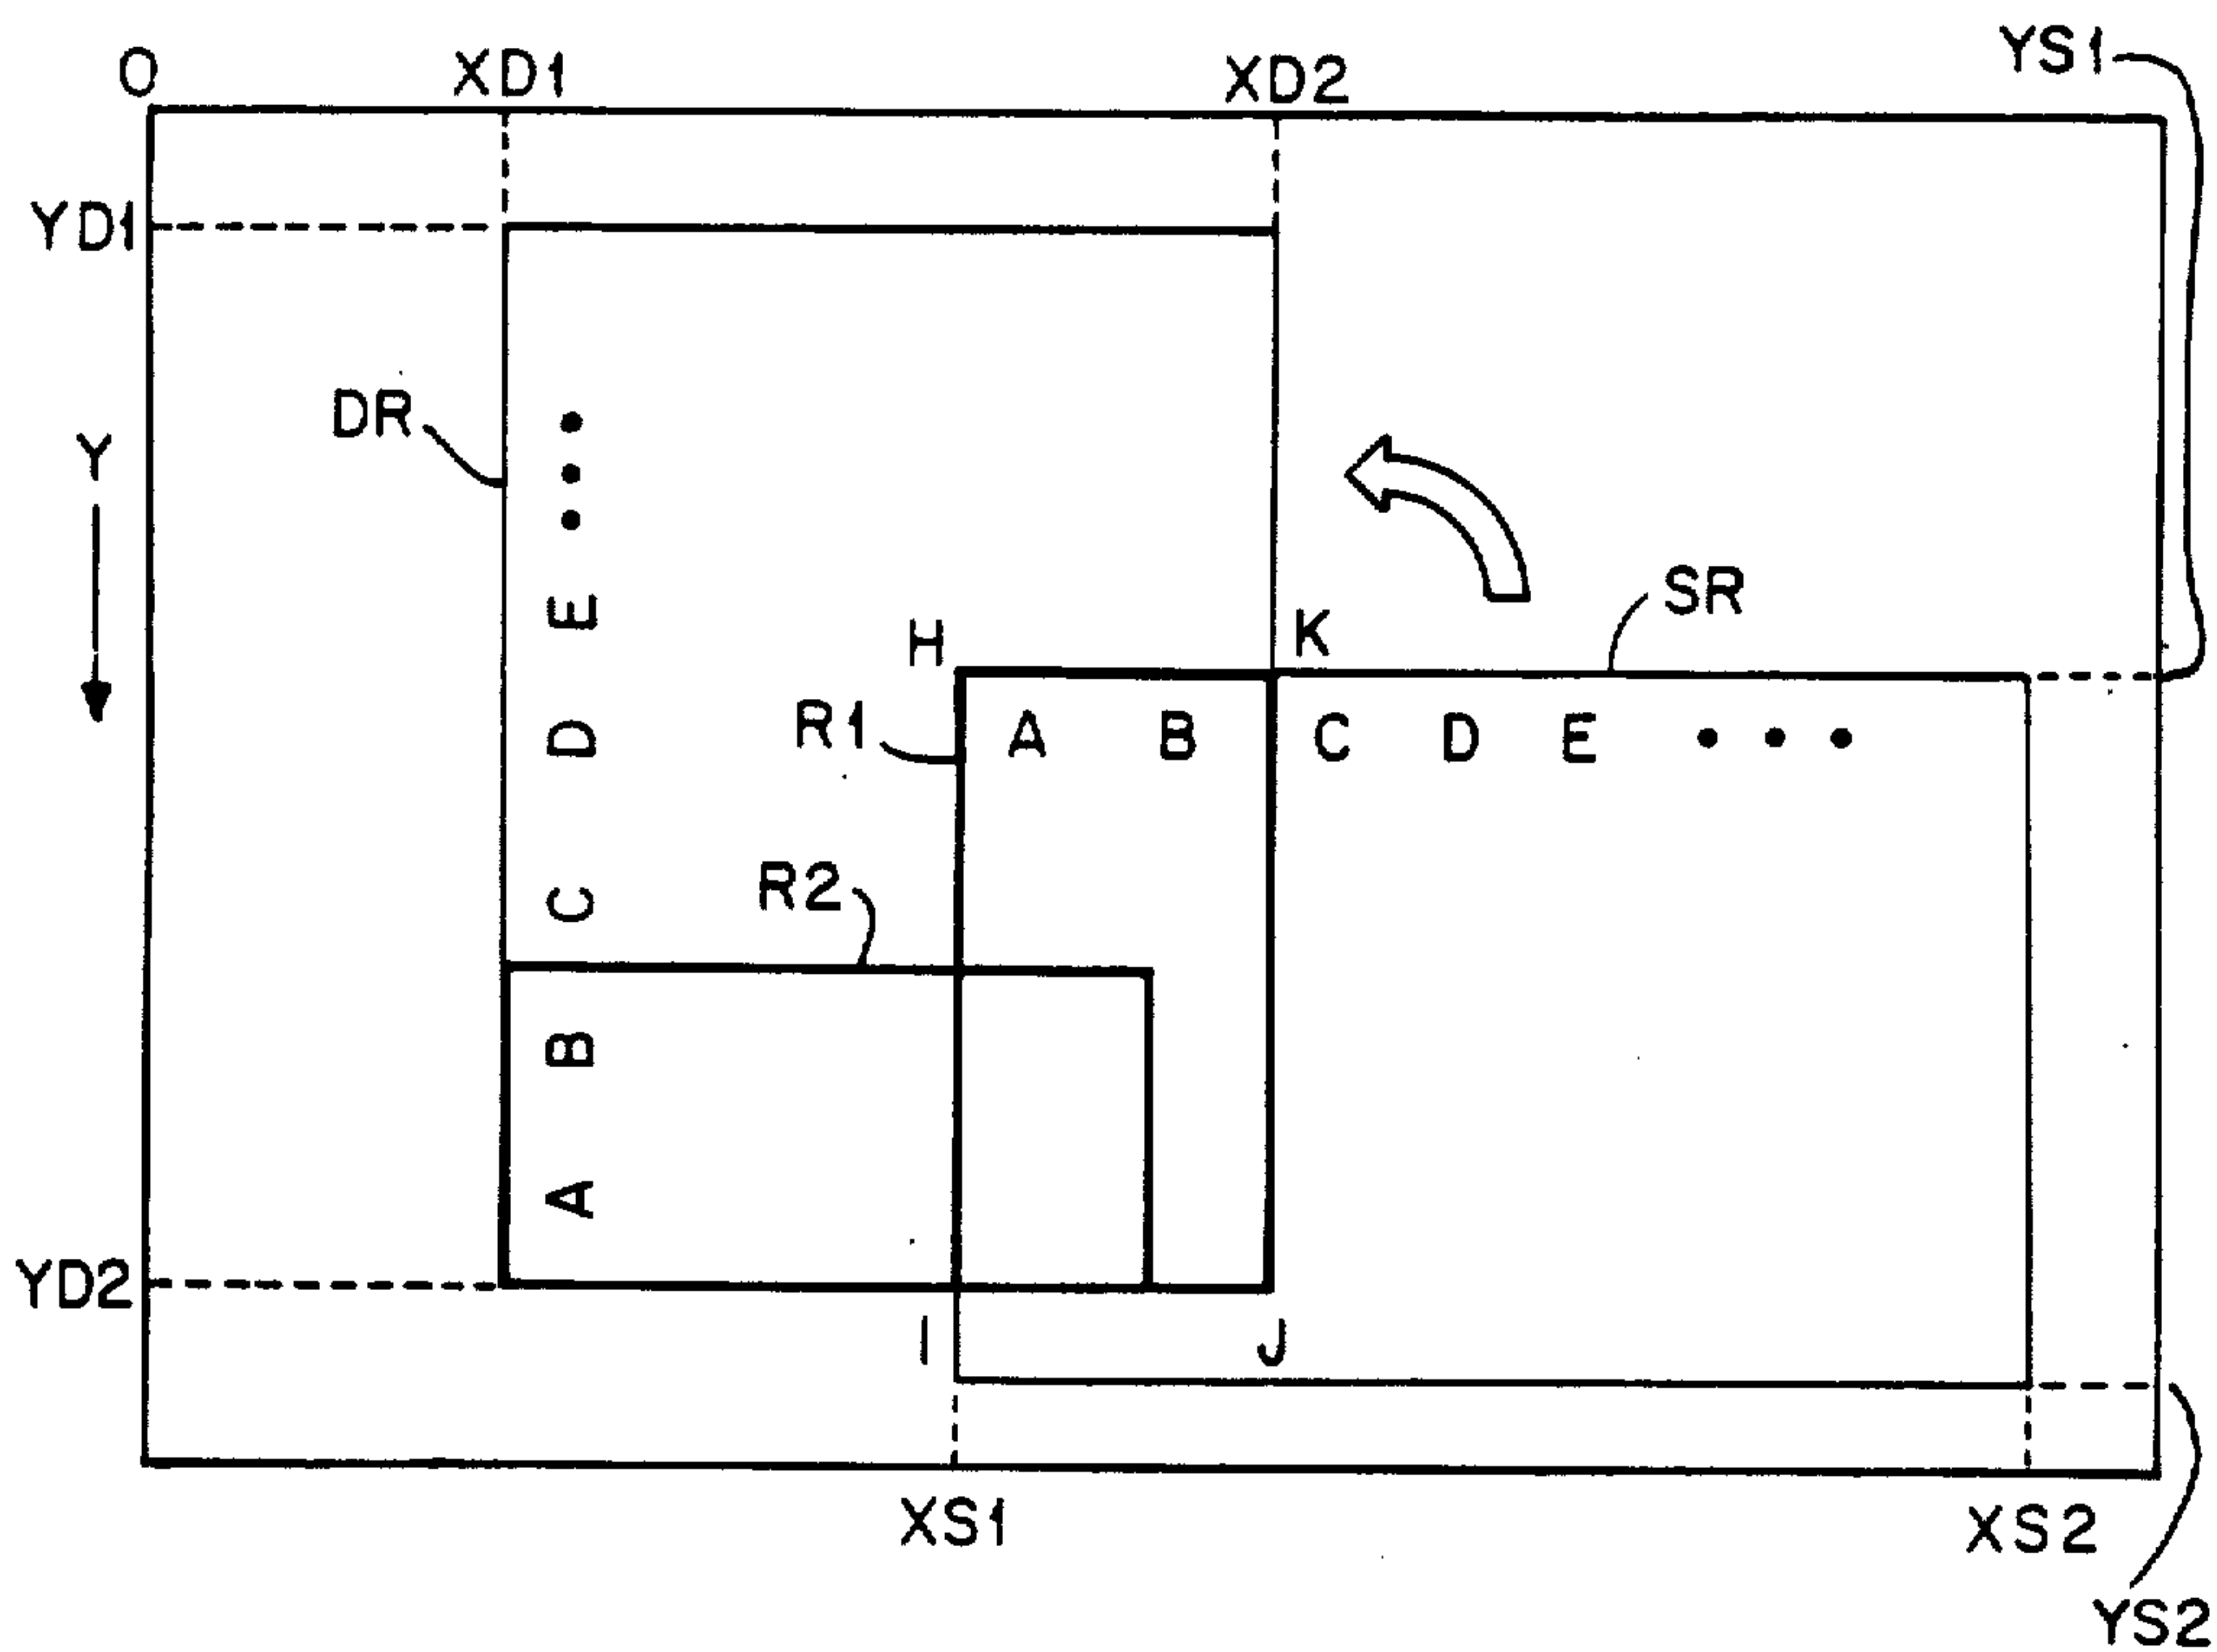 O XD1 XD2 YS1
YD1
DR
Y
SR
H K
R1 A B C D E • • •
R2
A B C D E • • •
YD2
I J
XS1 XS2
YS2